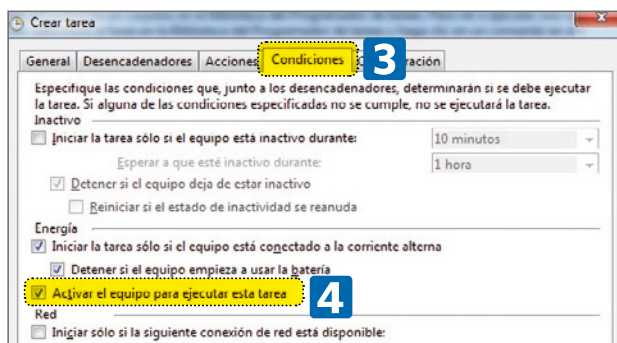 Crear tarea
General Desencadenadores Acciones Condiciones 3 ración
Especifique las condiciones que, junto a los desencadenadores, determinarán si se debe ejecutar
la tarea. Si alguna de las condiciones especificadas no se cumple, no se ejecutará la tarea.
Inactivo
Iniciar la tarea sólo si el equipo está inactivo durante: 10 minutos
Esperar a que esté inactivo durante: 1 hora
Detener si el equipo deja de estar inactivo
Reiniciar si el estado de inactividad se reanuda
Energía
Iniciar la tarea sólo si el equipo está conectado a la corriente alterna
Detener si el equipo empieza a usar la batería
Activar el equipo para ejecutar esta tarea 4
Red
Iniciar sólo si la siguiente conexión de red está disponible: